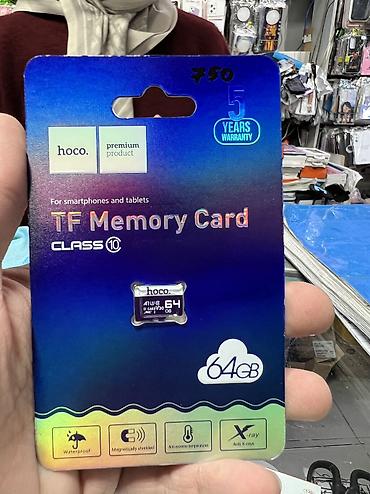 750
5
YEARS
WARRANTY
hoco.
premium
product
For smartphones and tablets
TF Memory Card
CLASS 10
hoco.
64
GB
64GB
Waterproof
Magnetically shielded
X-ray